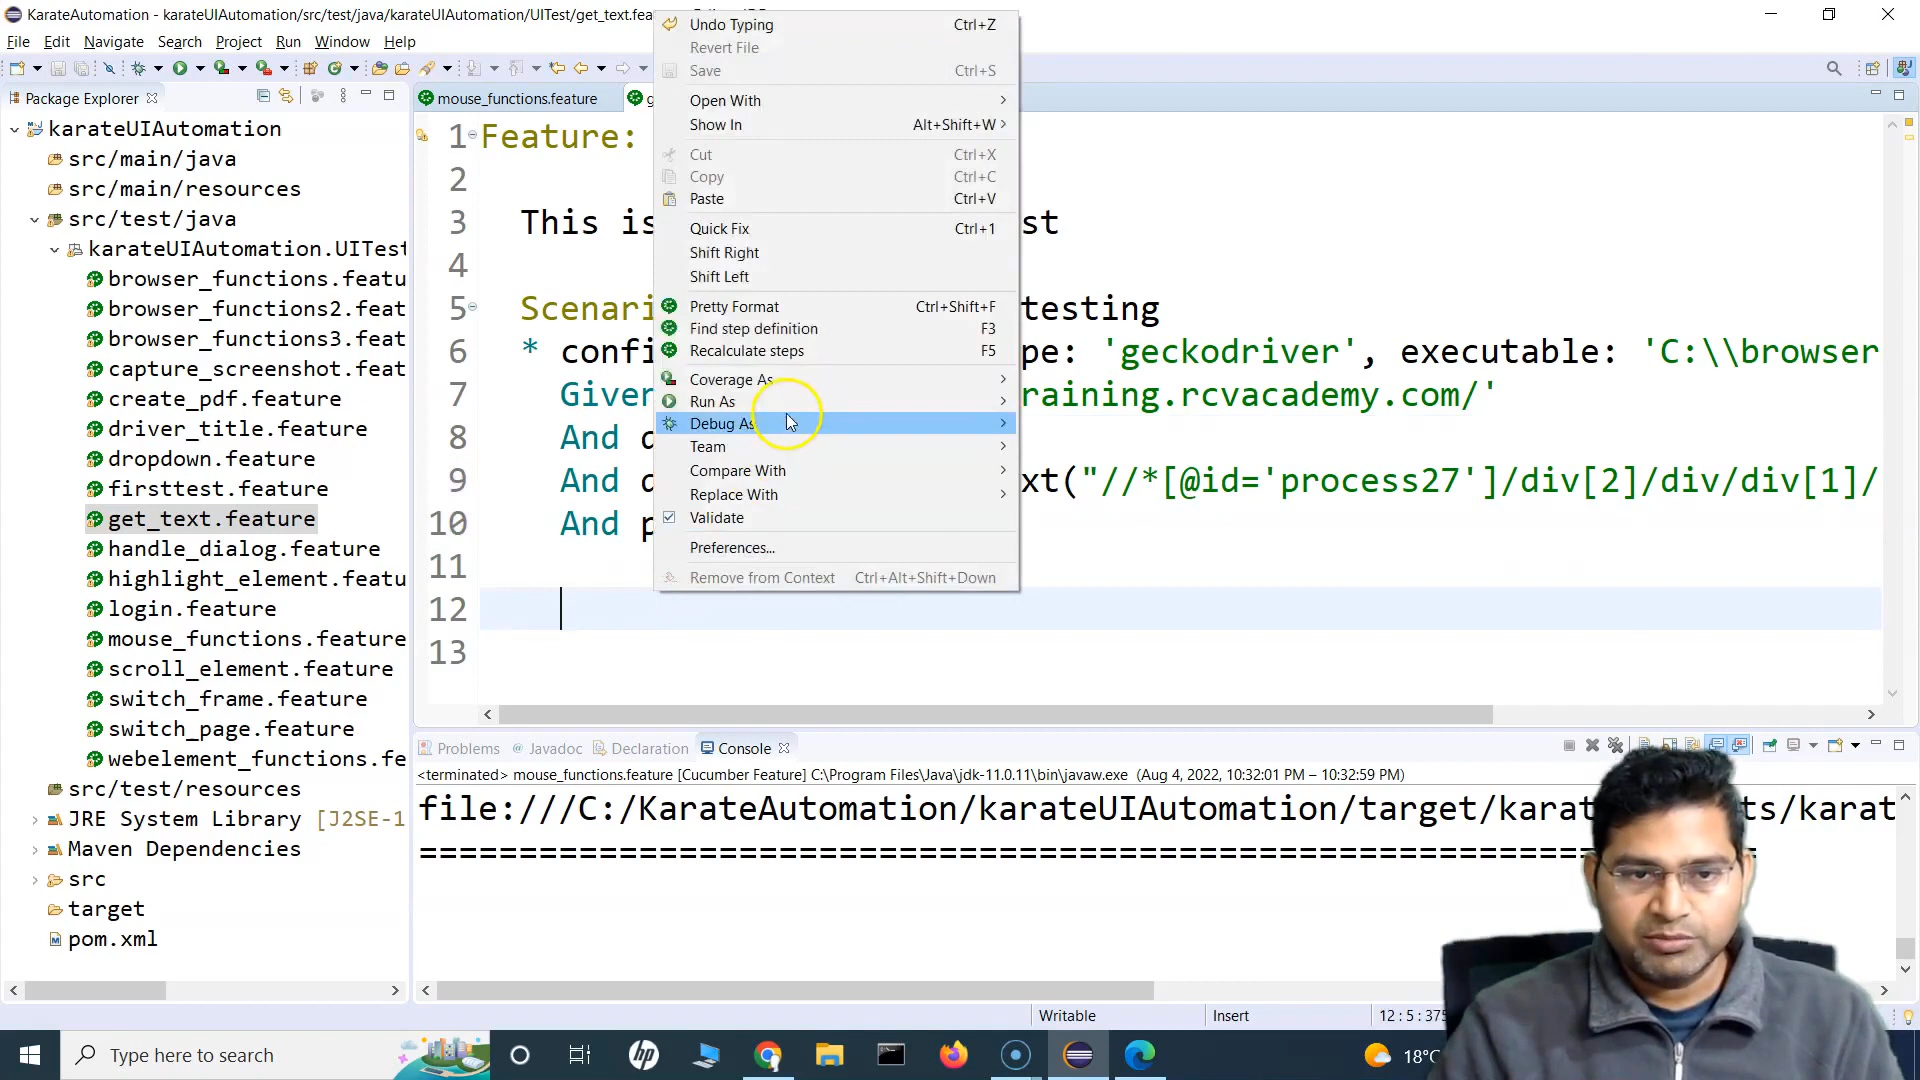 KarateAutomation - karateUIAutomation/src/test/java/karateUIAutomation/UITest/get_text.fea
File Edit Navigate Search Project Run Window Help
Package Explorer
karateUIAutomation
src/main/java
src/main/resources
src/test/java
karateUIAutomation.UITest
browser_functions.featu
browser_functions2.feat
browser_functions3.feat
capture_screenshot.feat
create_pdf.feature
driver_title.feature
dropdown.feature
firsttest.feature
get_text.feature
handle_dialog.feature
highlight_element.featu
login.feature
mouse_functions.feature
scroll_element.feature
switch_frame.feature
switch_page.feature
webelement_functions.fe
src/test/resources
JRE System Library [J2SE-1
Maven Dependencies
src
target
pom.xml
mouse_functions.feature
g
1 Feature:
2
3 This is st
4
5 Scenari testing
6 * confi pe: 'geckodriver', executable: 'C:\\browser
7 Given raining.rcvacademy.com/'
8 And
9 And xt("//*[@id='process27']/div[2]/div/div[1]/
10 And p
11
12
13
Undo Typing Ctrl+Z
Revert File
Save Ctrl+S
Open With
Show In Alt+Shift+W
Cut Ctrl+X
Copy Ctrl+C
Paste Ctrl+V
Quick Fix Ctrl+1
Shift Right
Shift Left
Pretty Format Ctrl+Shift+F
Find step definition F3
Recalculate steps F5
Coverage As
Run As
Debug As
Team
Compare With
Replace With
Validate
Preferences...
Remove from Context Ctrl+Alt+Shift+Down
Problems Javadoc Declaration Console
<terminated> mouse_functions.feature [Cucumber Feature] C:\Program Files\Java\jdk-11.0.11\bin\javaw.exe (Aug 4, 2022, 10:32:01 PM – 10:32:59 PM)
file:///C:/KarateAutomation/karateUIAutomation/target/karat ts/karat
Writable Insert 12 : 5 : 375
Type here to search
hp
18°C